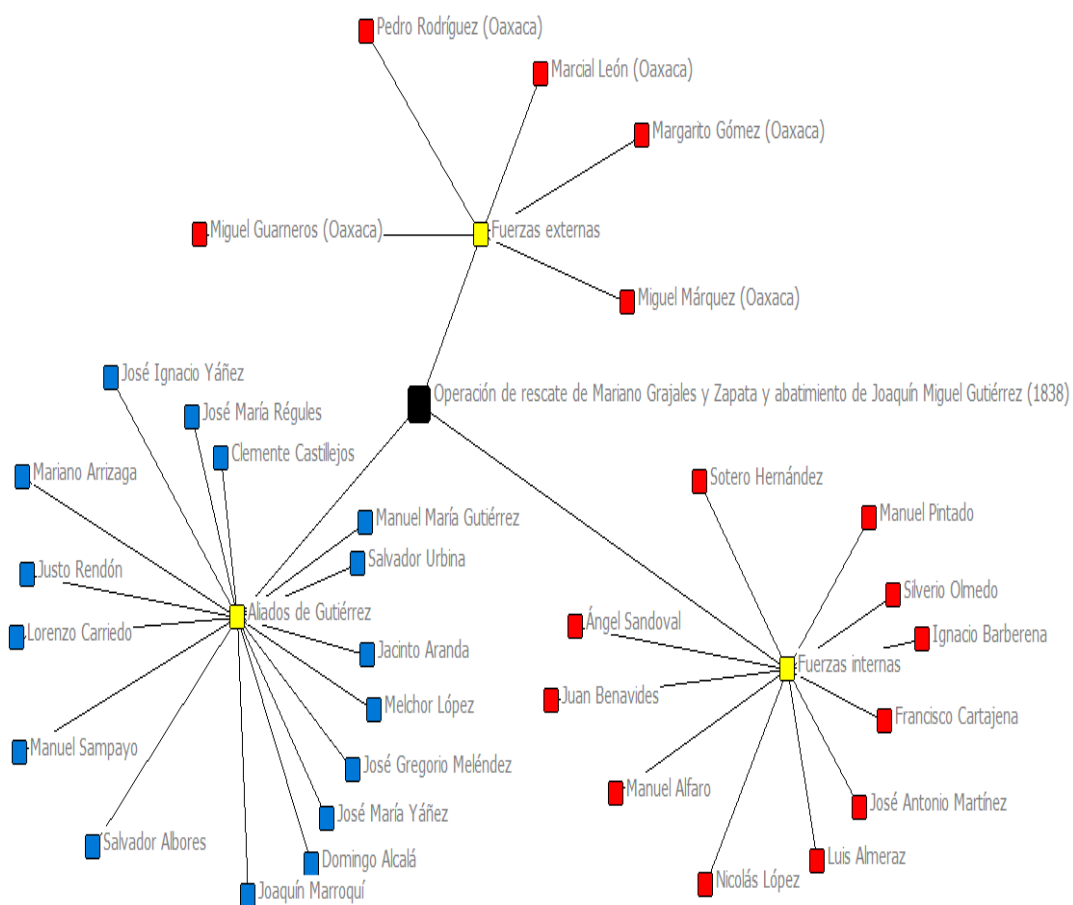 Pedro Rodríguez (Oaxaca)
Marcial León (Oaxaca)
Margarito Gómez (Oaxaca)
Miguel Guarneros (Oaxaca)
Fuerzas externas
Miguel Márquez (Oaxaca)
José Ignacio Yáñez
Operación de rescate de Mariano Grajales y Zapata y abatimiento de Joaquín Miguel Gutiérrez (1838)
José María Régules
Clemente Castillejos
Mariano Arrizaga
Sotero Hernández
Manuel María Gutiérrez
Manuel Pintado
Salvador Urbina
Justo Rendón
Silverio Olmedo
Aliados de Gutiérrez
Ángel Sandoval
Lorenzo Carriedo
Ignacio Barberena
Jacinto Aranda
Fuerzas internas
Juan Benavides
Melchor López
Francisco Cartajena
Manuel Sampayo
José Gregorio Meléndez
Manuel Alfaro
José Antonio Martínez
José María Yáñez
Salvador Albores
Luis Almeraz
Domingo Alcalá
Nicolás López
Joaquín Marroquí